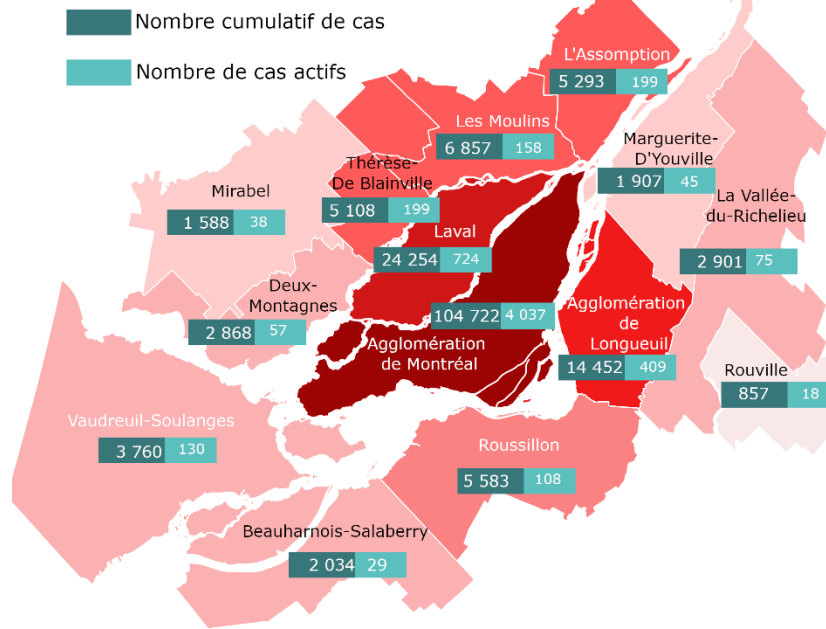 Nombre cumulatif de cas
Nombre de cas actifs
L'Assomption
5 293 199
Les Moulins
6 857 158
Marguerite-
D'Youville
1 907 45
Thérèse-
De Blainville
5 108 199
Mirabel
1 588 38
La Vallée-
du-Richelieu
2 901 75
Laval
24 254 724
Deux-
Montagnes
2 868 57
104 722 4 037
Agglomération
de Montréal
Agglomération
de
Longueuil
14 452 409
Rouville
857 18
Vaudreuil-Soulanges
3 760 130
Roussillon
5 583 108
Beauharnois-Salaberry
2 034 29